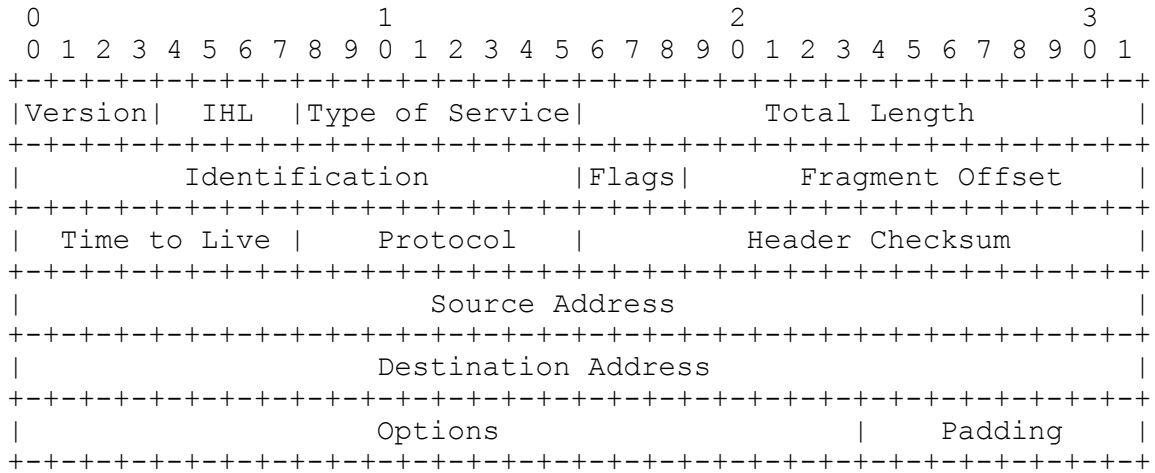 0                   1                   2                   3
 0 1 2 3 4 5 6 7 8 9 0 1 2 3 4 5 6 7 8 9 0 1 2 3 4 5 6 7 8 9 0 1
+-+-+-+-+-+-+-+-+-+-+-+-+-+-+-+-+-+-+-+-+-+-+-+-+-+-+-+-+-+-+-+-+
|Version|  IHL  |Type of Service|          Total Length         |
+-+-+-+-+-+-+-+-+-+-+-+-+-+-+-+-+-+-+-+-+-+-+-+-+-+-+-+-+-+-+-+-+
|         Identification        |Flags|      Fragment Offset    |
+-+-+-+-+-+-+-+-+-+-+-+-+-+-+-+-+-+-+-+-+-+-+-+-+-+-+-+-+-+-+-+-+
|  Time to Live |    Protocol   |         Header Checksum       |
+-+-+-+-+-+-+-+-+-+-+-+-+-+-+-+-+-+-+-+-+-+-+-+-+-+-+-+-+-+-+-+-+
|                       Source Address                          |
+-+-+-+-+-+-+-+-+-+-+-+-+-+-+-+-+-+-+-+-+-+-+-+-+-+-+-+-+-+-+-+-+
|                    Destination Address                        |
+-+-+-+-+-+-+-+-+-+-+-+-+-+-+-+-+-+-+-+-+-+-+-+-+-+-+-+-+-+-+-+-+
|                    Options                    |    Padding    |
+-+-+-+-+-+-+-+-+-+-+-+-+-+-+-+-+-+-+-+-+-+-+-+-+-+-+-+-+-+-+-+-+